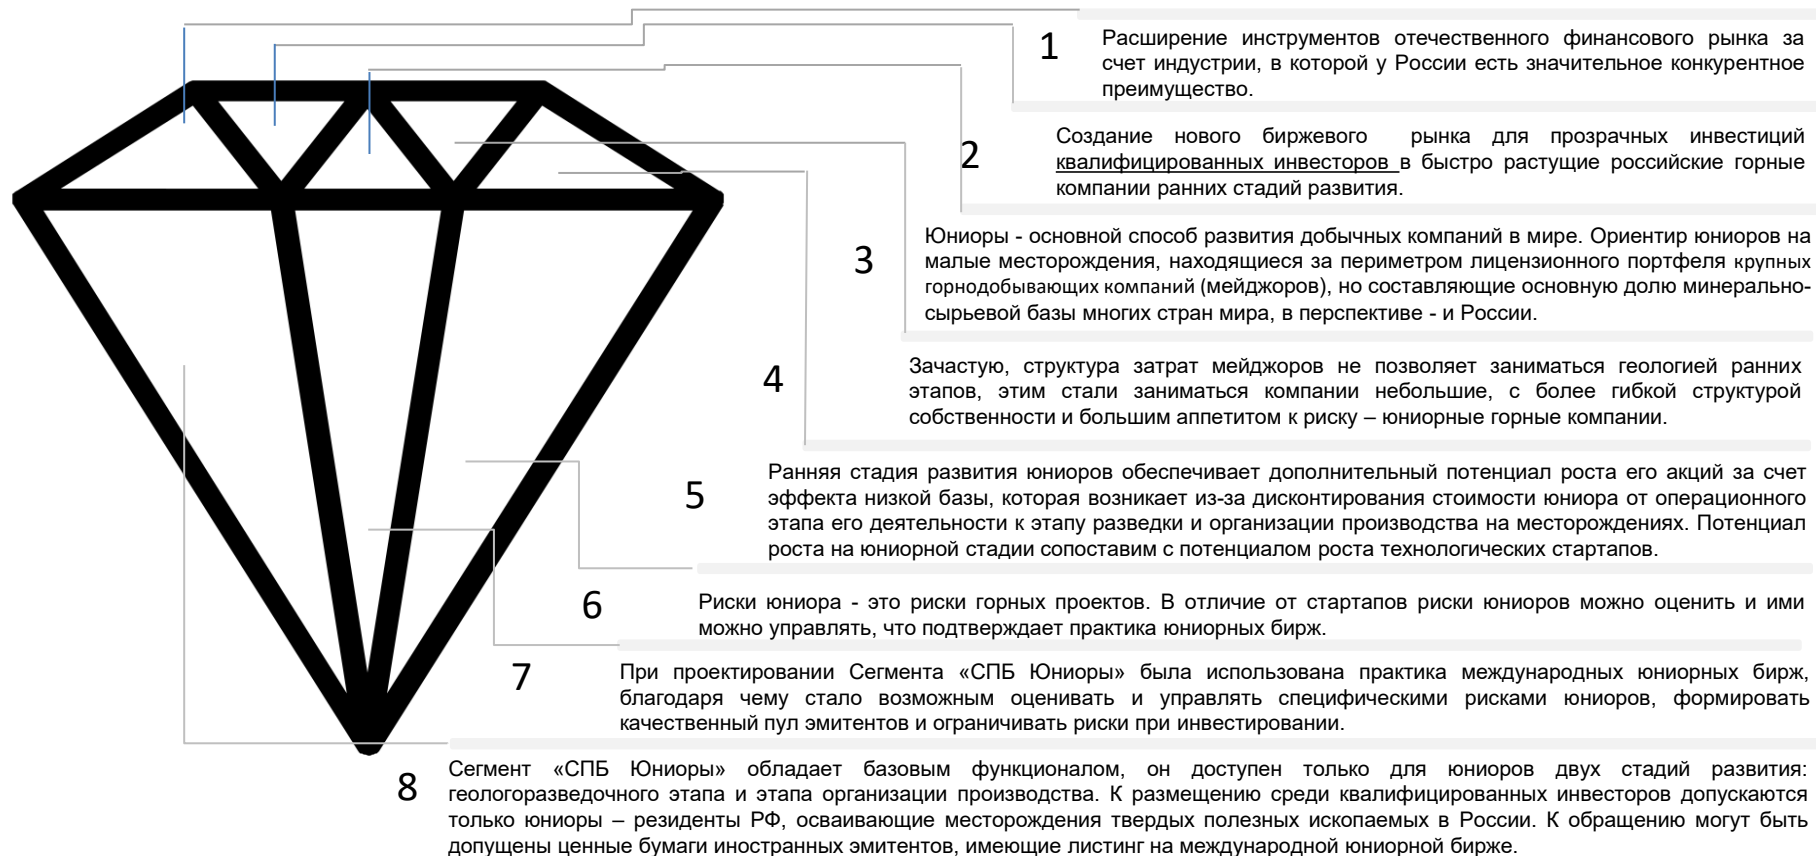 1
Расширение инструментов отечественного финансового рынка за
счет индустрии, в которой у России есть значительное конкурентное
преимущество.
2
Создание нового биржевого рынка для прозрачных инвестиций
квалифицированных инвесторов в быстро растущие российские горные
компании ранних стадий развития.
3
Юниоры - основной способ развития добычных компаний в мире. Ориентир юниоров на
малые месторождения, находящиеся за периметром лицензионного портфеля крупных
горнодобывающих компаний (мейджоров), но составляющие основную долю минерально-
сырьевой базы многих стран мира, в перспективе - и России.
4
Зачастую, структура затрат мейджоров не позволяет заниматься геологией ранних
этапов, этим стали заниматься компании небольшие, с более гибкой структурой
собственности и большим аппетитом к риску – юниорные горные компании.
5
Ранняя стадия развития юниоров обеспечивает дополнительный потенциал роста его акций за счет
эффекта низкой базы, которая возникает из-за дисконтирования стоимости юниора от операционного
этапа его деятельности к этапу разведки и организации производства на месторождениях. Потенциал
роста на юниорной стадии сопоставим с потенциалом роста технологических стартапов.
6
Риски юниора - это риски горных проектов. В отличие от стартапов риски юниоров можно оценить и ими
можно управлять, что подтверждает практика юниорных бирж.
7
При проектировании Сегмента «СПБ Юниоры» была использована практика международных юниорных бирж,
благодаря чему стало возможным оценивать и управлять специфическими рисками юниоров, формировать
качественный пул эмитентов и ограничивать риски при инвестировании.
8
Сегмент «СПБ Юниоры» обладает базовым функционалом, он доступен только для юниоров двух стадий развития:
геологоразведочного этапа и этапа организации производства. К размещению среди квалифицированных инвесторов допускаются
только юниоры – резиденты РФ, осваивающие месторождения твердых полезных ископаемых в России. К обращению могут быть
допущены ценные бумаги иностранных эмитентов, имеющие листинг на международной юниорной бирже.